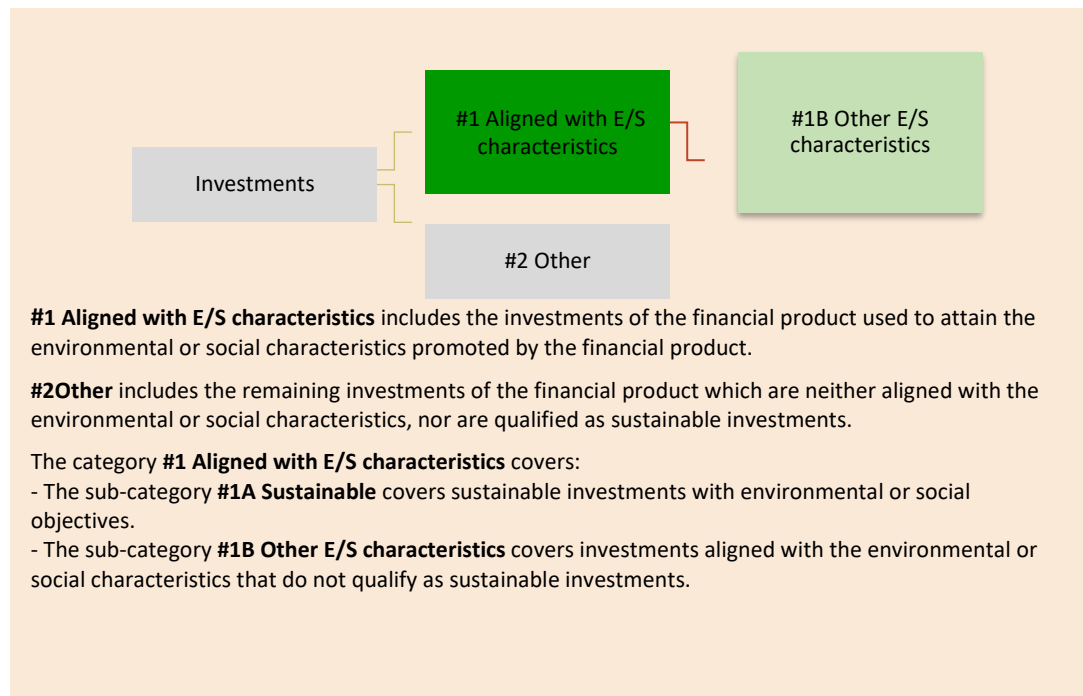 #1 Aligned with E/S
characteristics
#1B Other E/S
characteristics
Investments
#2 Other
#1 Aligned with E/S characteristics includes the investments of the financial product used to attain the
environmental or social characteristics promoted by the financial product.
#2Other includes the remaining investments of the financial product which are neither aligned with the
environmental or social characteristics, nor are qualified as sustainable investments.
The category #1 Aligned with E/S characteristics covers:
- The sub-category #1A Sustainable covers sustainable investments with environmental or social
objectives.
- The sub-category #1B Other E/S characteristics covers investments aligned with the environmental or
social characteristics that do not qualify as sustainable investments.